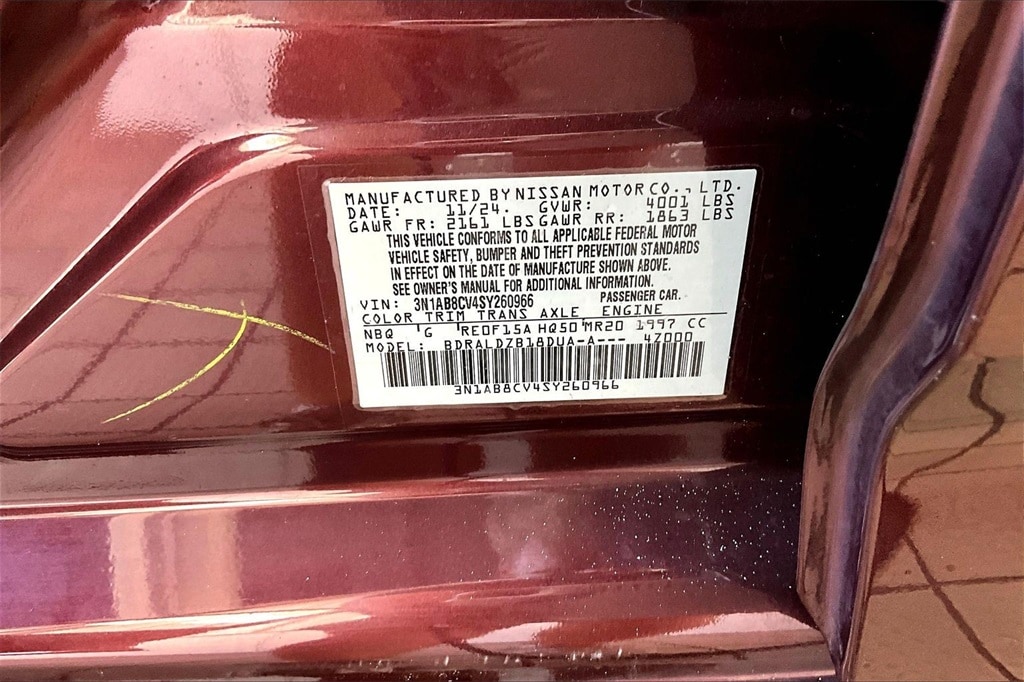 MANUFACTURED BY NISSAN MOTOR CO., LTD.
DATE: 11/24. GVWR: 4001 LBS
GAWR FR: 2161 LBS GAWR RR: 1863 LBS
THIS VEHICLE CONFORMS TO ALL APPLICABLE FEDERAL MOTOR
VEHICLE SAFETY, BUMPER AND THEFT PREVENTION STANDARDS
IN EFFECT ON THE DATE OF MANUFACTURE SHOWN ABOVE.
SEE OWNER'S MANUAL FOR ADDITIONAL INFORMATION.
VIN: 3N1AB8CV4SY260966 PASSENGER CAR.
COLOR TRIM TRANS AXLE ENGINE
NBQ G RE0F15A HQ50 MR20 1997 CC
MODEL: BDRALDZB18DUA-A--- 4Z000
3N1AB8CV4SY260966